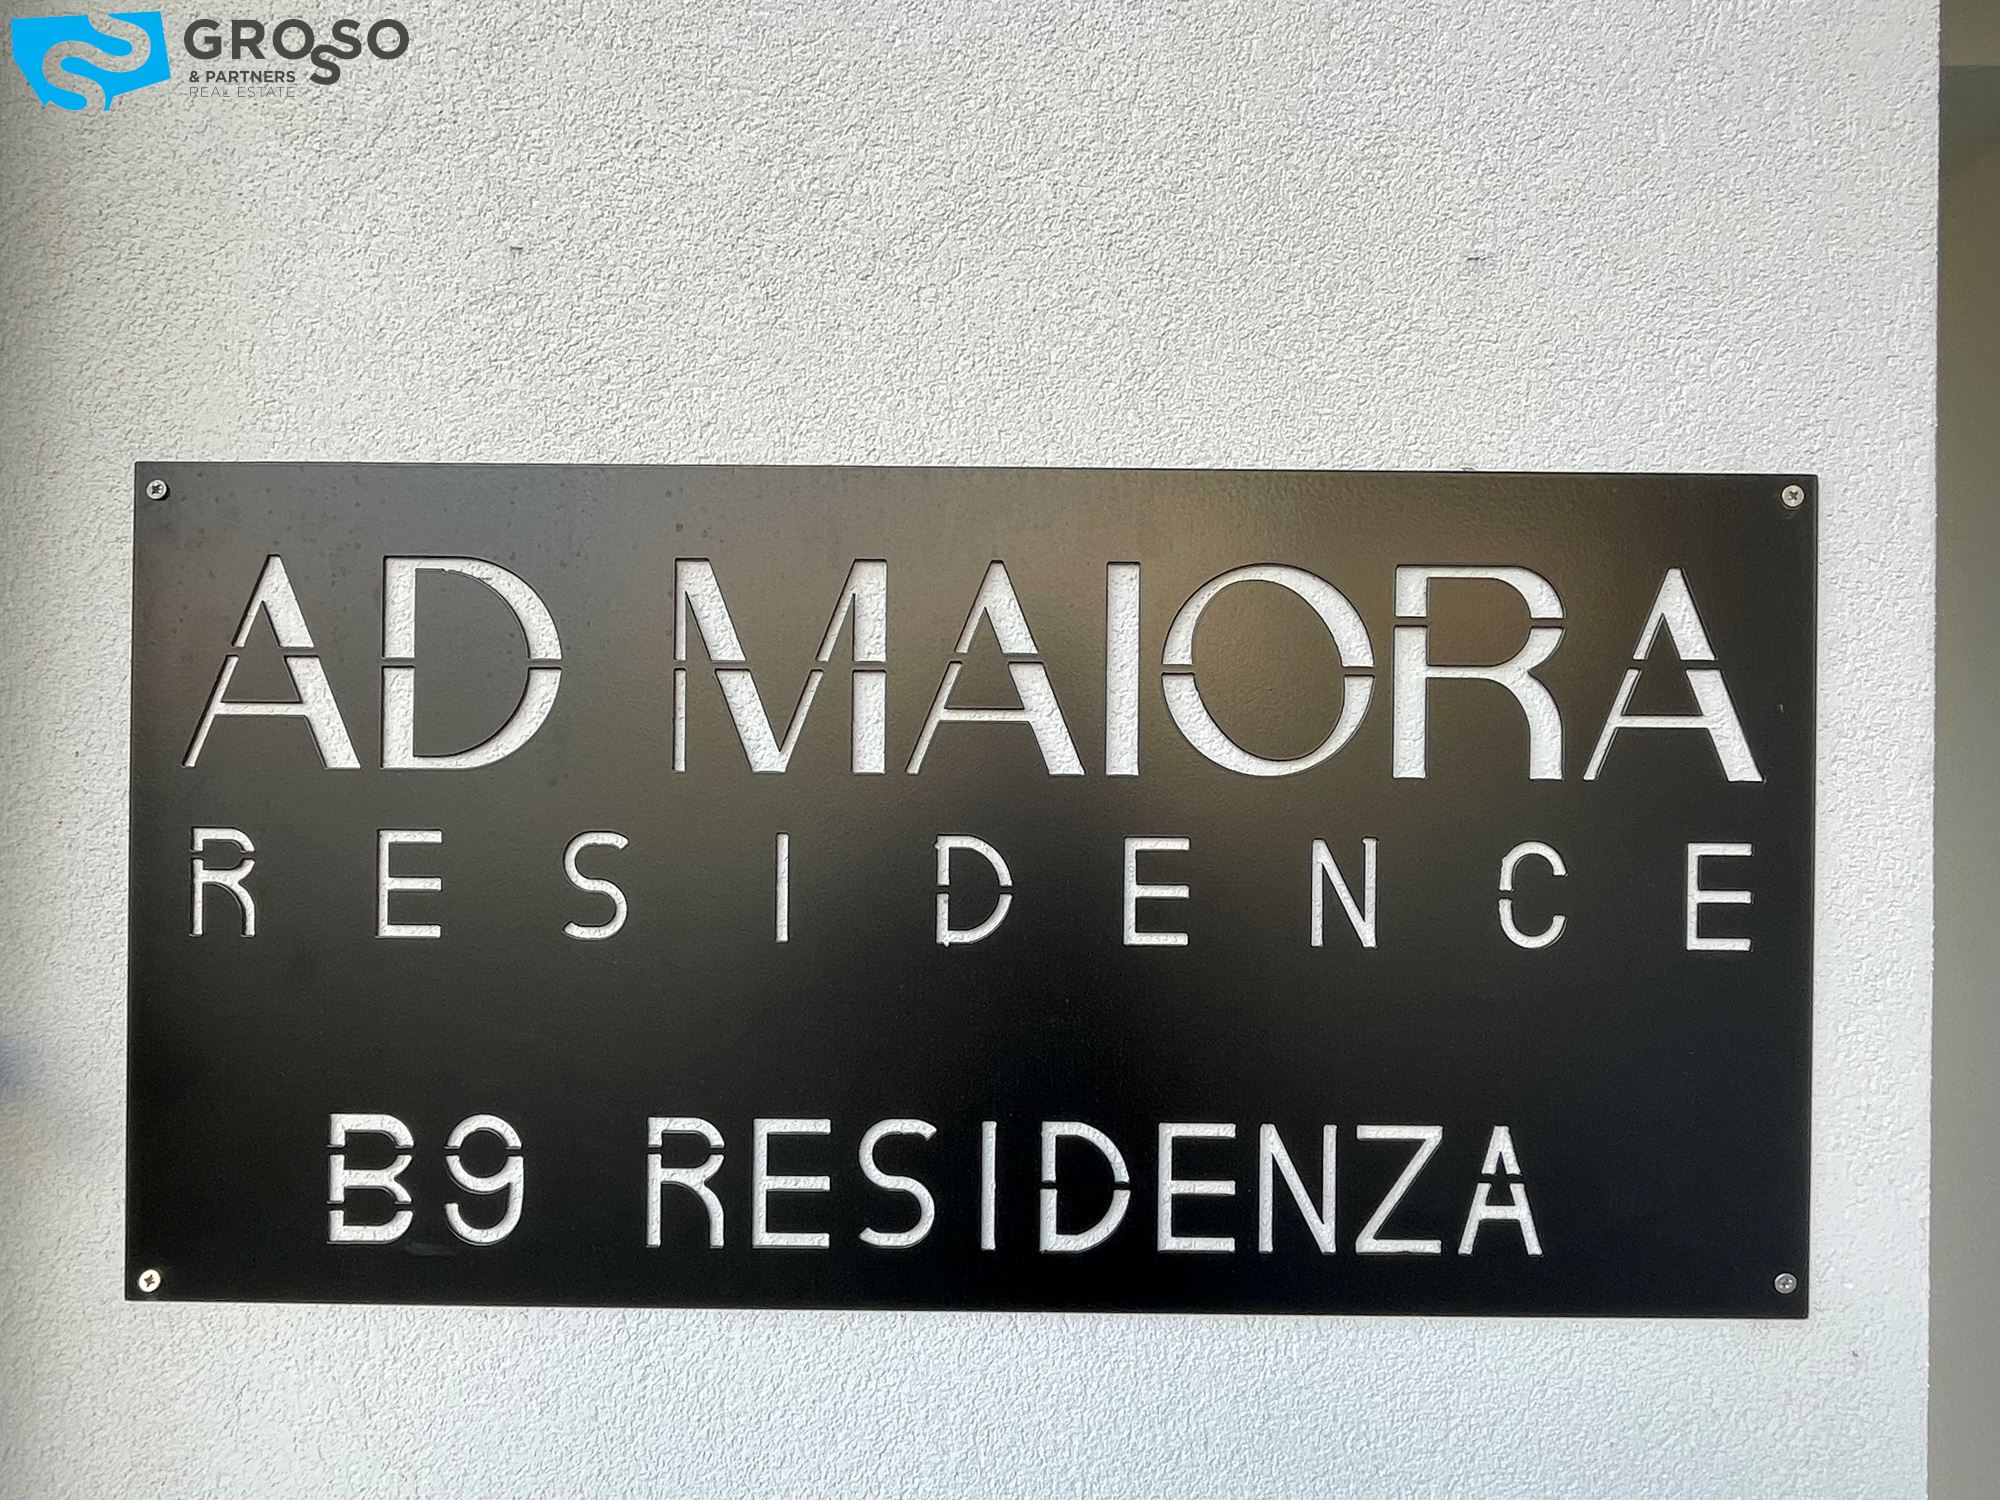 GROSSO
& PARTNERS
REAL ESTATE
AD MAIORA
RESIDENCE
B9 RESIDENZA